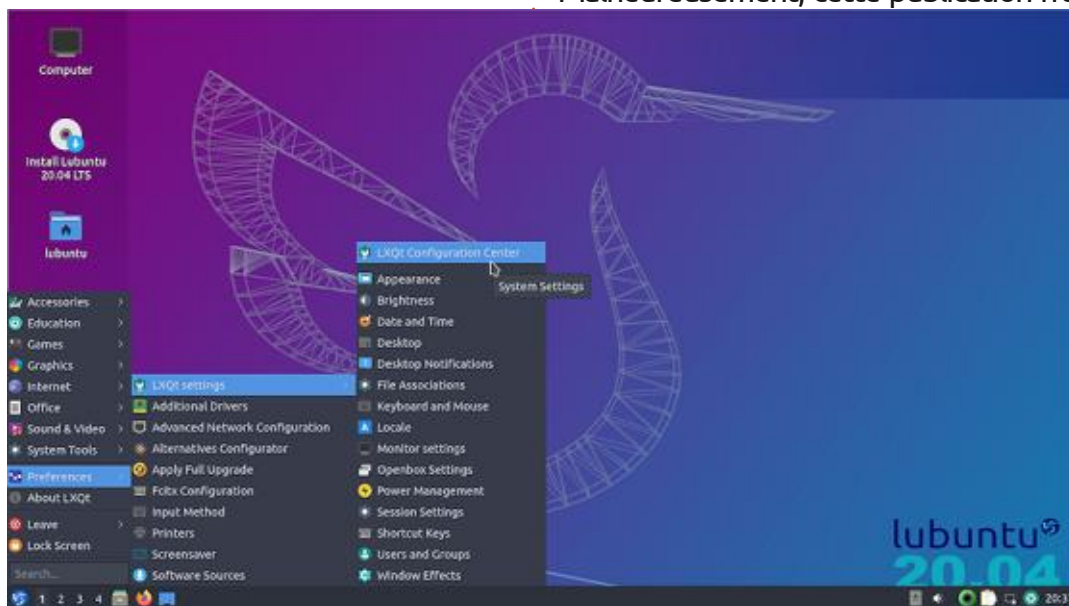 Computer
Install Lubuntu
20.04 LTS
lubuntu
Accessories
Education
Games
Graphics
Internet
Office
Sound & Video
System Tools
Preferences
About LXQt
Leave
Lock Screen
Search...
LXQt settings
Additional Drivers
Advanced Network Configuration
Alternatives Configurator
Apply Full Upgrade
Fcitx Configuration
Input Method
Printers
Screensaver
Software Sources
LXQt Configuration Center
System Settings
Appearance
Brightness
Date and Time
Desktop
Desktop Notifications
File Associations
Keyboard and Mouse
Locale
Monitor settings
Openbox Settings
Power Management
Session Settings
Shortcut Keys
Users and Groups
Window Effects
lubuntu
20.04
1 2 3 4